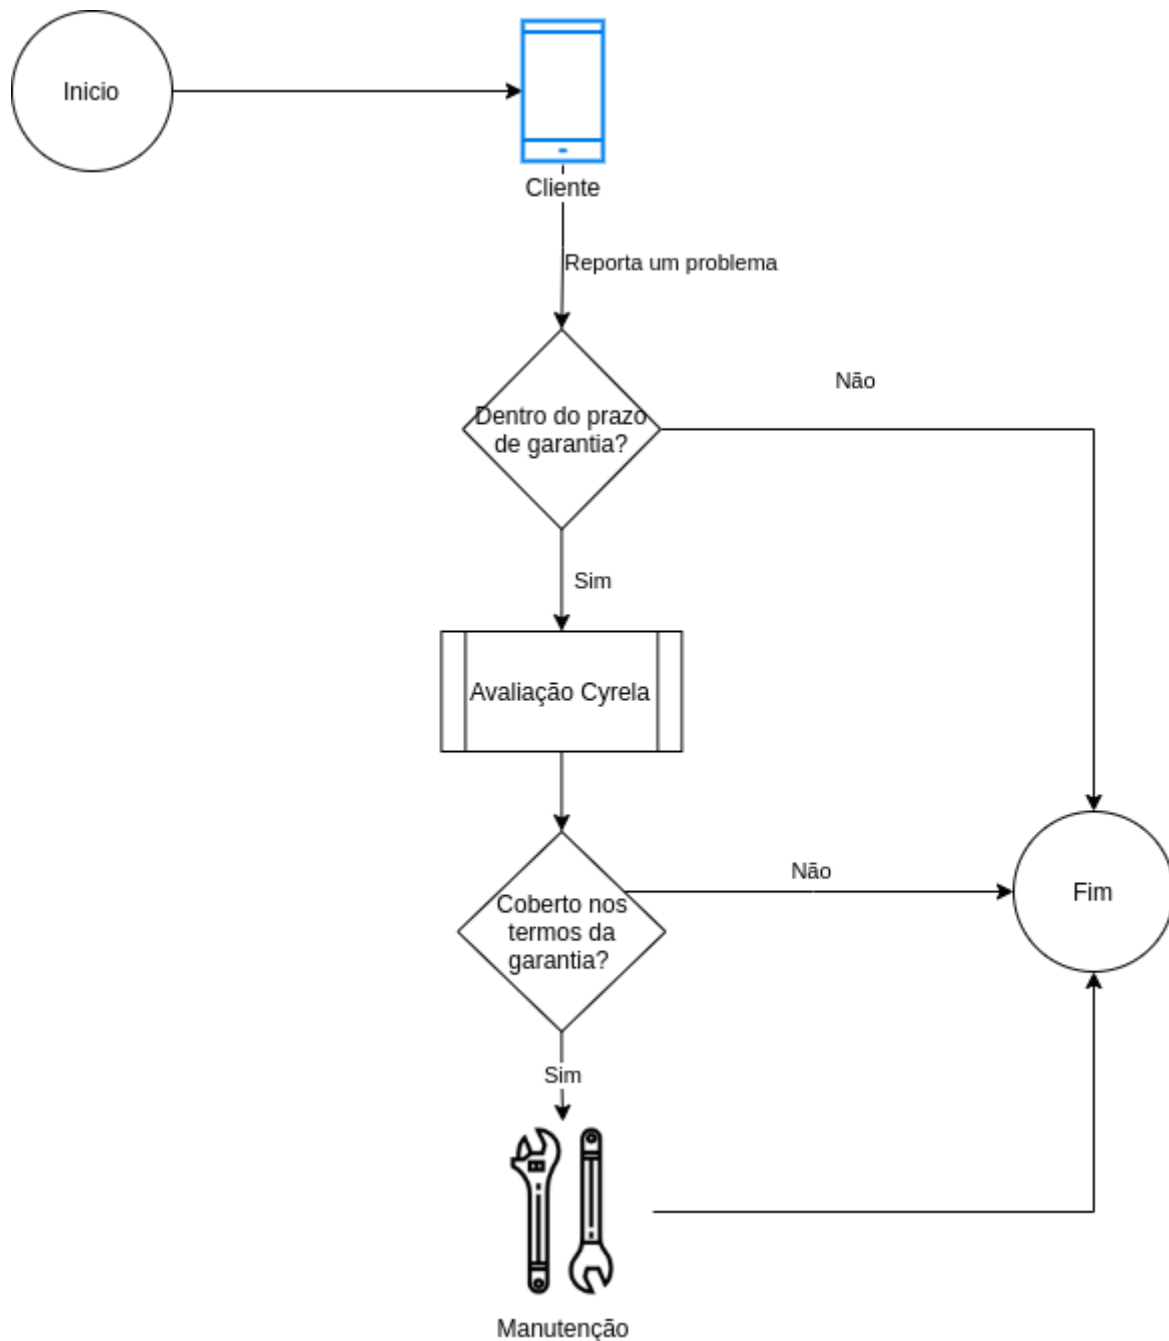 Inicio
Cliente
Reporta um problema
Não
Dentro do prazo
de garantia?
Sim
Avaliação Cyrela
Não
Coberto nos
termos da
garantia?
Fim
Sim
Manutenção